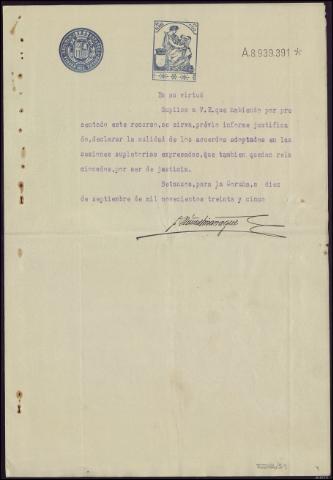 A.8.939.391 *
En su virtud
Suplico a V.E. que habiendo por pre
sentado este recurso, se sirva, prévio informe justifica
do, declarar la nulidad de los acuerdos adoptados en las
sesiones supletorias expresadas, que tambien quedan rela
cionadas, por ser de justicia.
Betanzos, para La Coruña, a diez
de septiembre de mil novecientos treinta y cinco